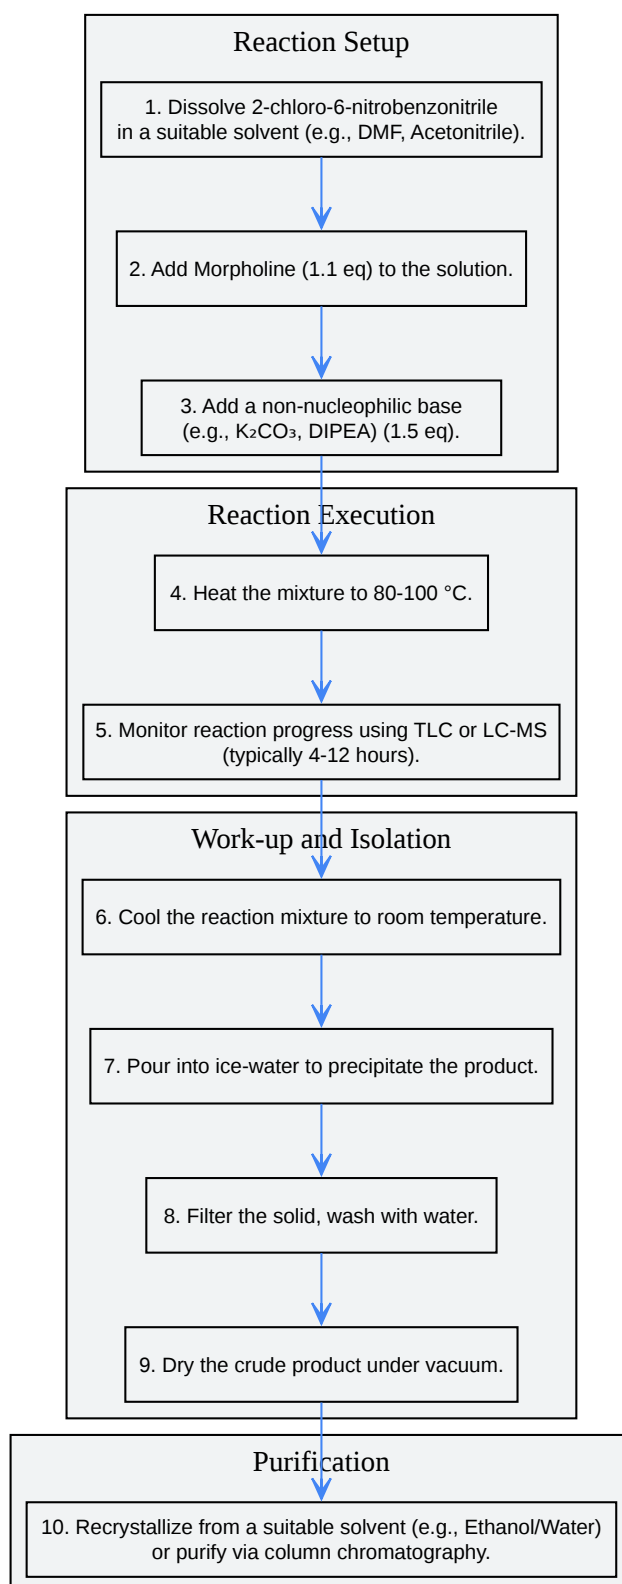 Reaction Setup
1. Dissolve 2-chloro-6-nitrobenzonitrile
in a suitable solvent (e.g., DMF, Acetonitrile).
2. Add Morpholine (1.1 eq) to the solution.
3. Add a non-nucleophilic base
(e.g., K₂CO₃, DIPEA) (1.5 eq).
Reaction Execution
4. Heat the mixture to 80-100 °C.
5. Monitor reaction progress using TLC or LC-MS
(typically 4-12 hours).
Work-up and Isolation
6. Cool the reaction mixture to room temperature.
7. Pour into ice-water to precipitate the product.
8. Filter the solid, wash with water.
9. Dry the crude product under vacuum.
Purification
10. Recrystallize from a suitable solvent (e.g., Ethanol/Water)
or purify via column chromatography.